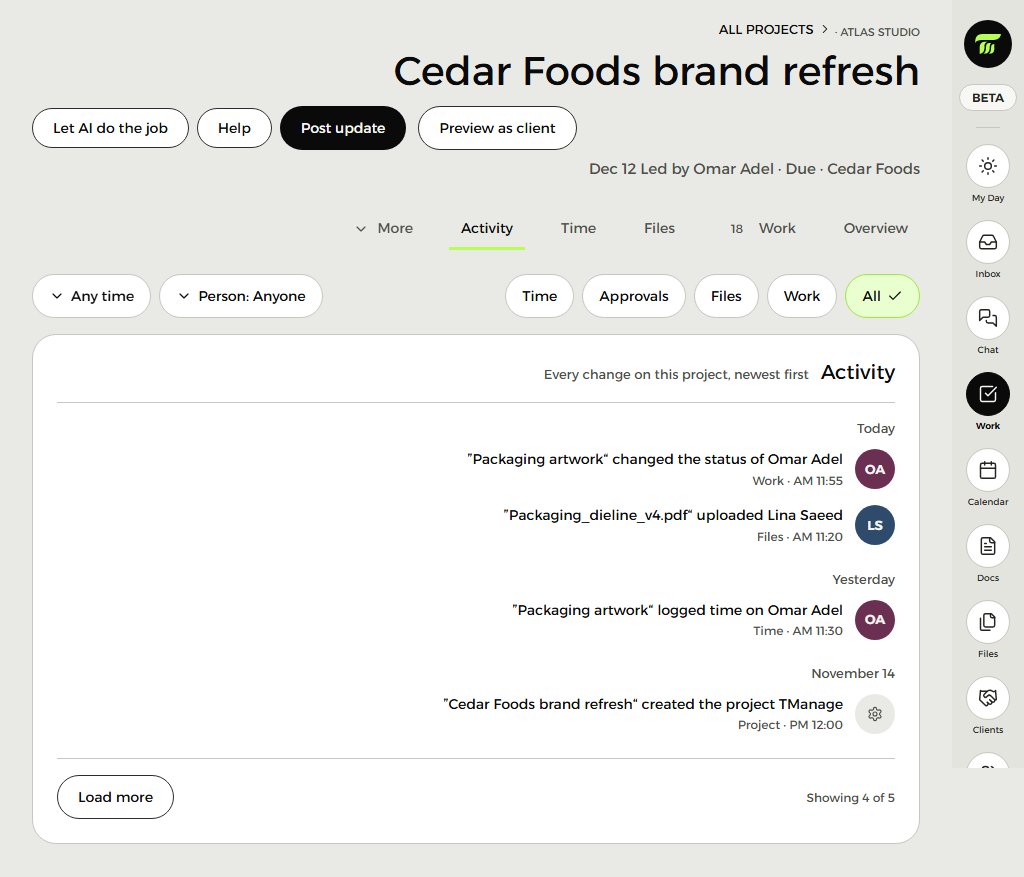 ALL PROJECTS › · ATLAS STUDIO
Cedar Foods brand refresh
Let AI do the job
Help
Post update
Preview as client
Dec 12 Led by Omar Adel · Due · Cedar Foods
More
Activity
Time
Files
18 Work
Overview
Any time
Person: Anyone
Time
Approvals
Files
Work
All
Every change on this project, newest first
Activity
Today
”Packaging artwork“ changed the status of Omar Adel
Work · AM 11:55
OA
”Packaging_dieline_v4.pdf“ uploaded Lina Saeed
Files · AM 11:20
LS
Yesterday
”Packaging artwork“ logged time on Omar Adel
Time · AM 11:30
OA
November 14
”Cedar Foods brand refresh“ created the project TManage
Project · PM 12:00
Load more
Showing 4 of 5
BETA
My Day
Inbox
Chat
Work
Calendar
Docs
Files
Clients